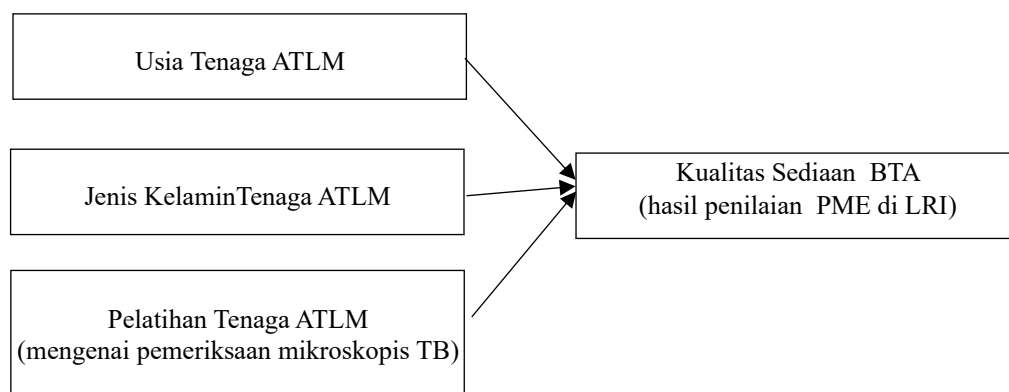 Usia Tenaga ATLM
Jenis KelaminTenaga ATLM
Pelatihan Tenaga ATLM
(mengenai pemeriksaan mikroskopis TB)
Kualitas Sediaan BTA
(hasil penilaian PME di LRI)